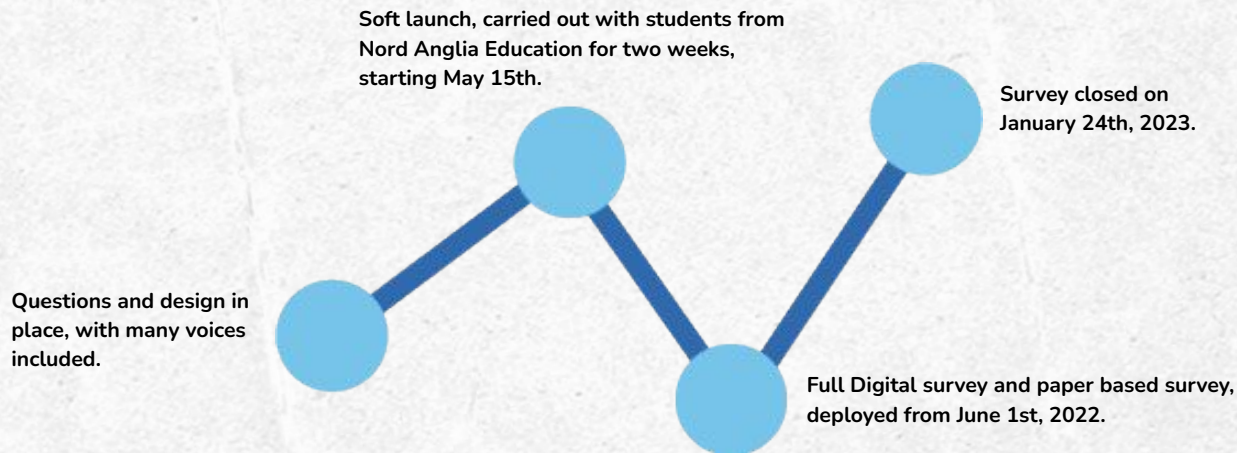 Soft launch, carried out with students from
Nord Anglia Education for two weeks,
starting May 15th.
Survey closed on
January 24th, 2023.
Questions and design in
place, with many voices
included.
Full Digital survey and paper based survey,
deployed from June 1st, 2022.